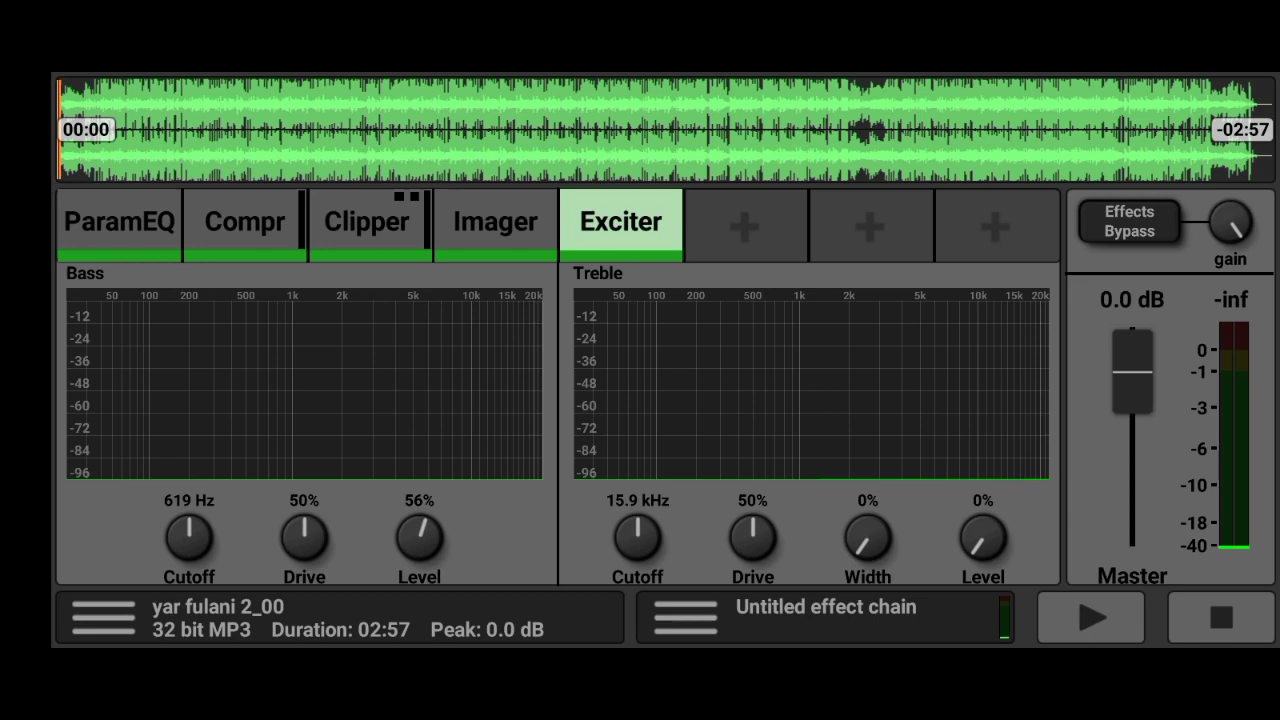 00:00
-02:57
ParamEQ Compr Clipper Imager Exciter + + +
Effects
Bypass
gain
Bass
50 100 200 500 1k 2k 5k 10k 15k 20k
-12
-24
-36
-48
-60
-72
-84
-96
619 Hz 50% 56%
Cutoff Drive Level
Treble
50 100 200 500 1k 2k 5k 10k 15k 20k
-12
-24
-36
-48
-60
-72
-84
-96
15.9 kHz 50% 0% 0%
Cutoff Drive Width Level
0.0 dB -inf
0
-1
-3
-6
-10
-18
-40
Master
yar fulani 2_00
32 bit MP3 Duration: 02:57 Peak: 0.0 dB
Untitled effect chain